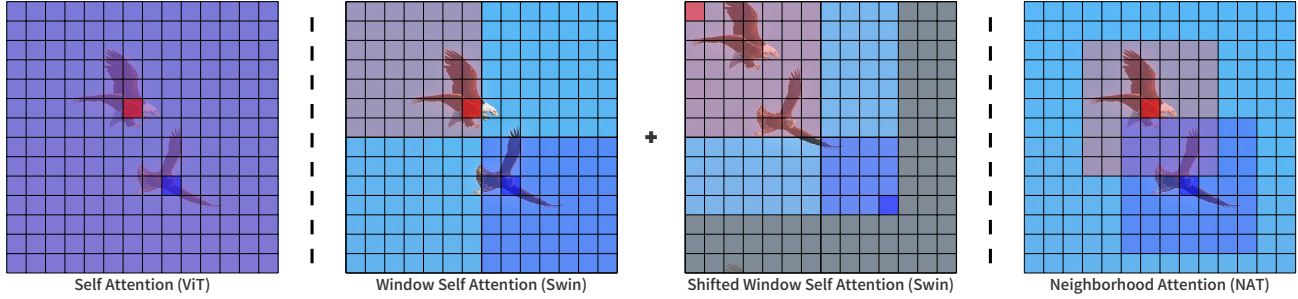 Self Attention (ViT)
Window Self Attention (Swin)
+
Shifted Window Self Attention (Swin)
Neighborhood Attention (NAT)